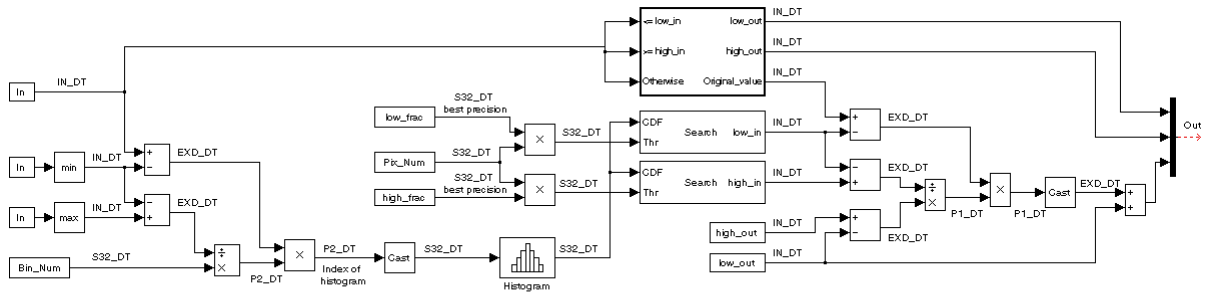 IN_DT
<= low_in low_out
IN_DT
>= high_in high_out
IN_DT
Otherwise Original_value
In
IN_DT
low_frac
S32_DT
best precision
S32_DT
CDF
Thr
Search low_in
IN_DT
EXD_DT
Out
Pix_Num
S32_DT
high_frac
S32_DT
best precision
S32_DT
CDF
Thr
Search high_in
IN_DT
EXD_DT
In
min
IN_DT
EXD_DT
In
max
IN_DT
EXD_DT
Bin_Num
S32_DT
P2_DT
P2_DT
Index of
histogram
Cast
S32_DT
Histogram
S32_DT
high_out
IN_DT
low_out
IN_DT
EXD_DT
P1_DT
P1_DT
Cast
EXD_DT